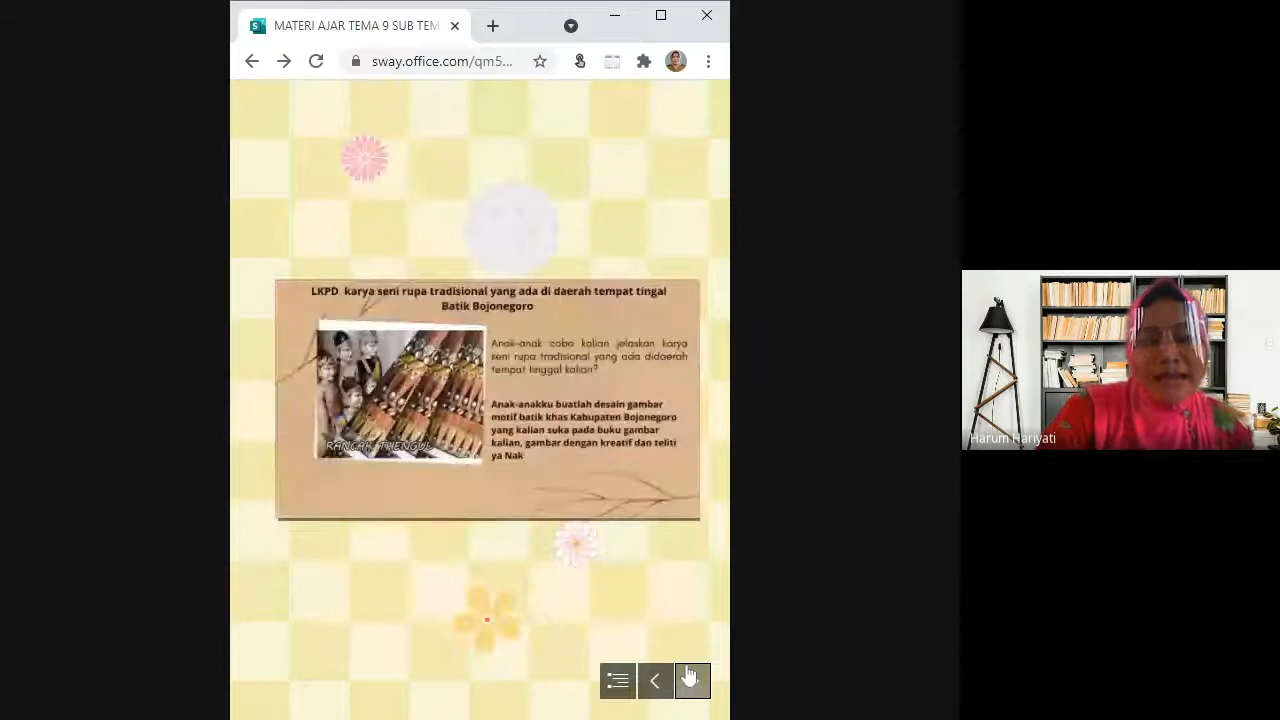 MATERI AJAR TEMA 9 SUB TEM
sway.office.com/qm5...
LKPD karya seni rupa tradisional yang ada di daerah tempat tingal
Batik Bojonegoro
Anak-anak coba kalian jelaskan karya
seni rupa tradisional yang ada didaerah
tempat tinggal kalian?
Anak-anakku buatlah desain gambar
motif batik khas Kabupaten Bojonegoro
yang kalian suka pada buku gambar
kalian, gambar dengan kreatif dan teliti
ya Nak
RANCAK THENGUL
Harum Hariyati